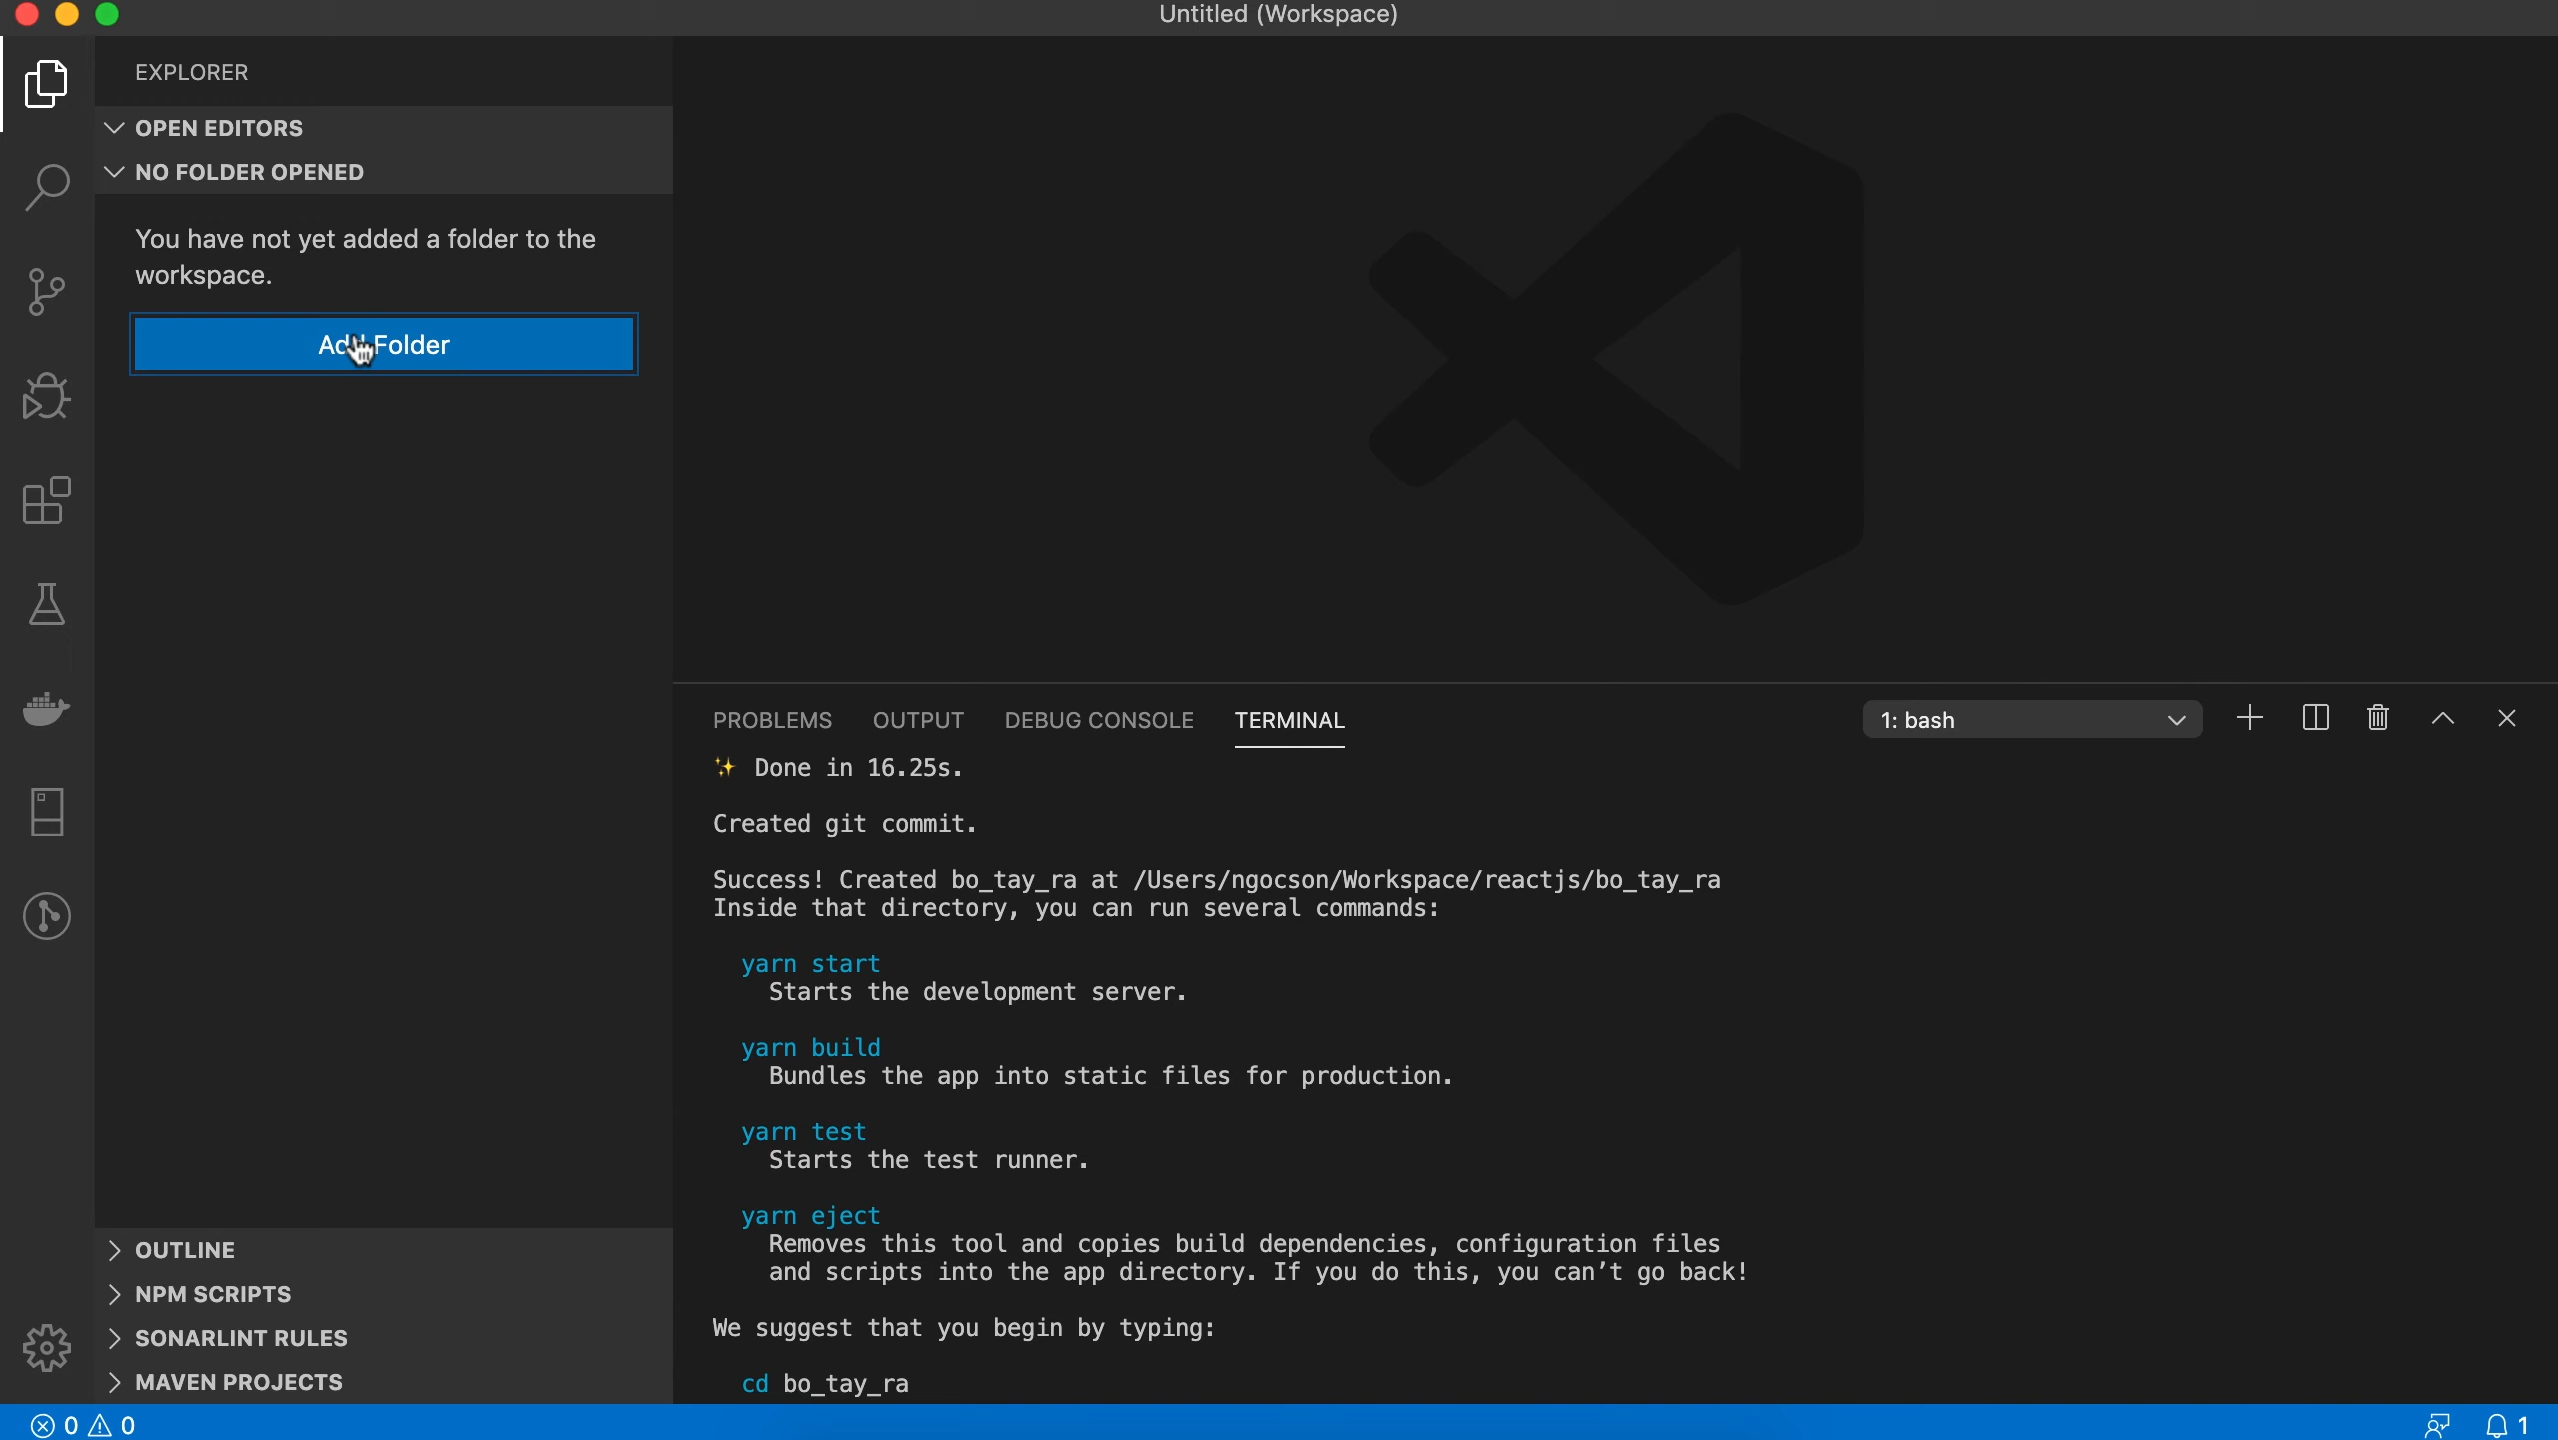 Untitled (Workspace)
EXPLORER
OPEN EDITORS
NO FOLDER OPENED
You have not yet added a folder to the
workspace.
Add Folder
OUTLINE
NPM SCRIPTS
SONARLINT RULES
MAVEN PROJECTS
PROBLEMS OUTPUT DEBUG CONSOLE TERMINAL 1: bash
✨ Done in 16.25s.
Created git commit.
Success! Created bo_tay_ra at /Users/ngocson/Workspace/reactjs/bo_tay_ra
Inside that directory, you can run several commands:
yarn start
Starts the development server.
yarn build
Bundles the app into static files for production.
yarn test
Starts the test runner.
yarn eject
Removes this tool and copies build dependencies, configuration files
and scripts into the app directory. If you do this, you can’t go back!
We suggest that you begin by typing:
cd bo_tay_ra
0 0 1